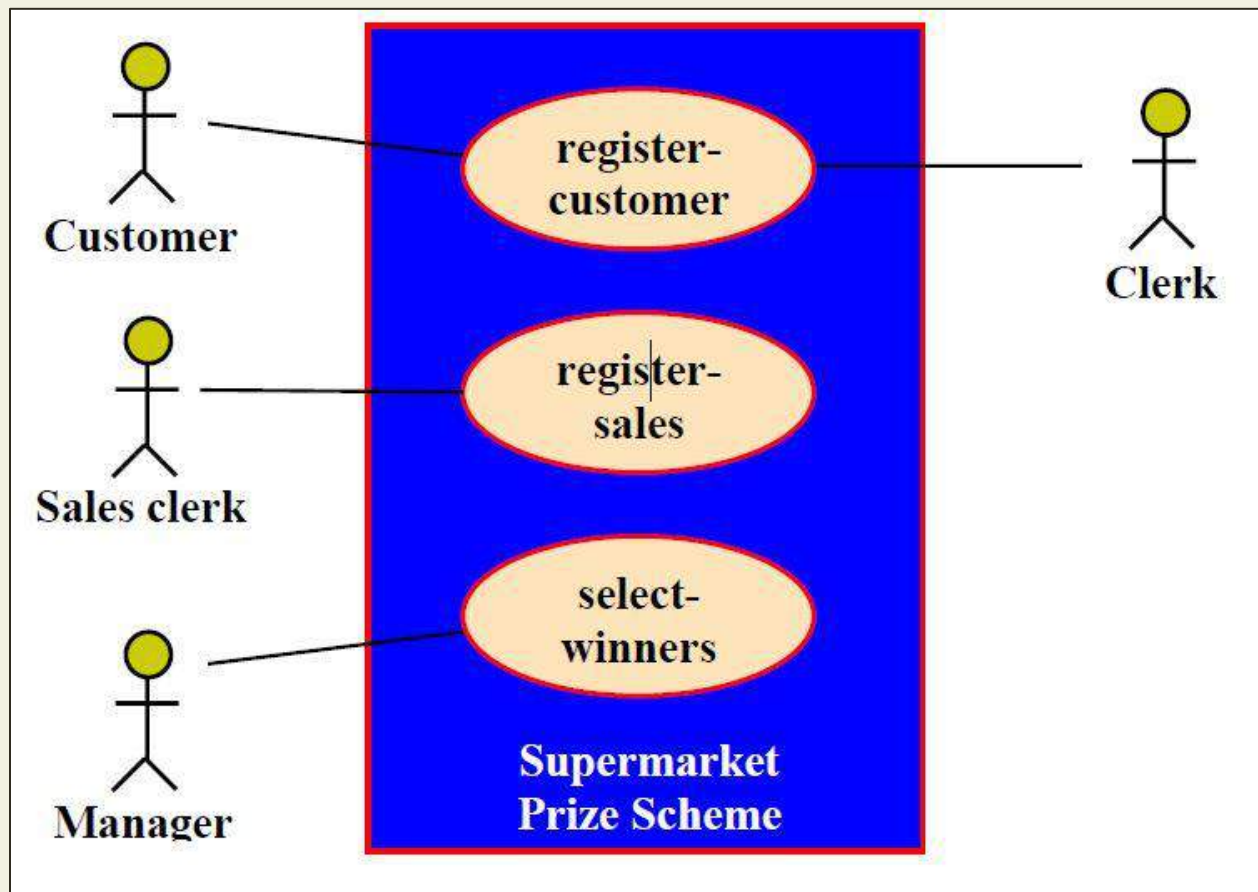 Customer
register-
customer
Clerk
Sales clerk
register-
sales
Manager
select-
winners
Supermarket
Prize Scheme